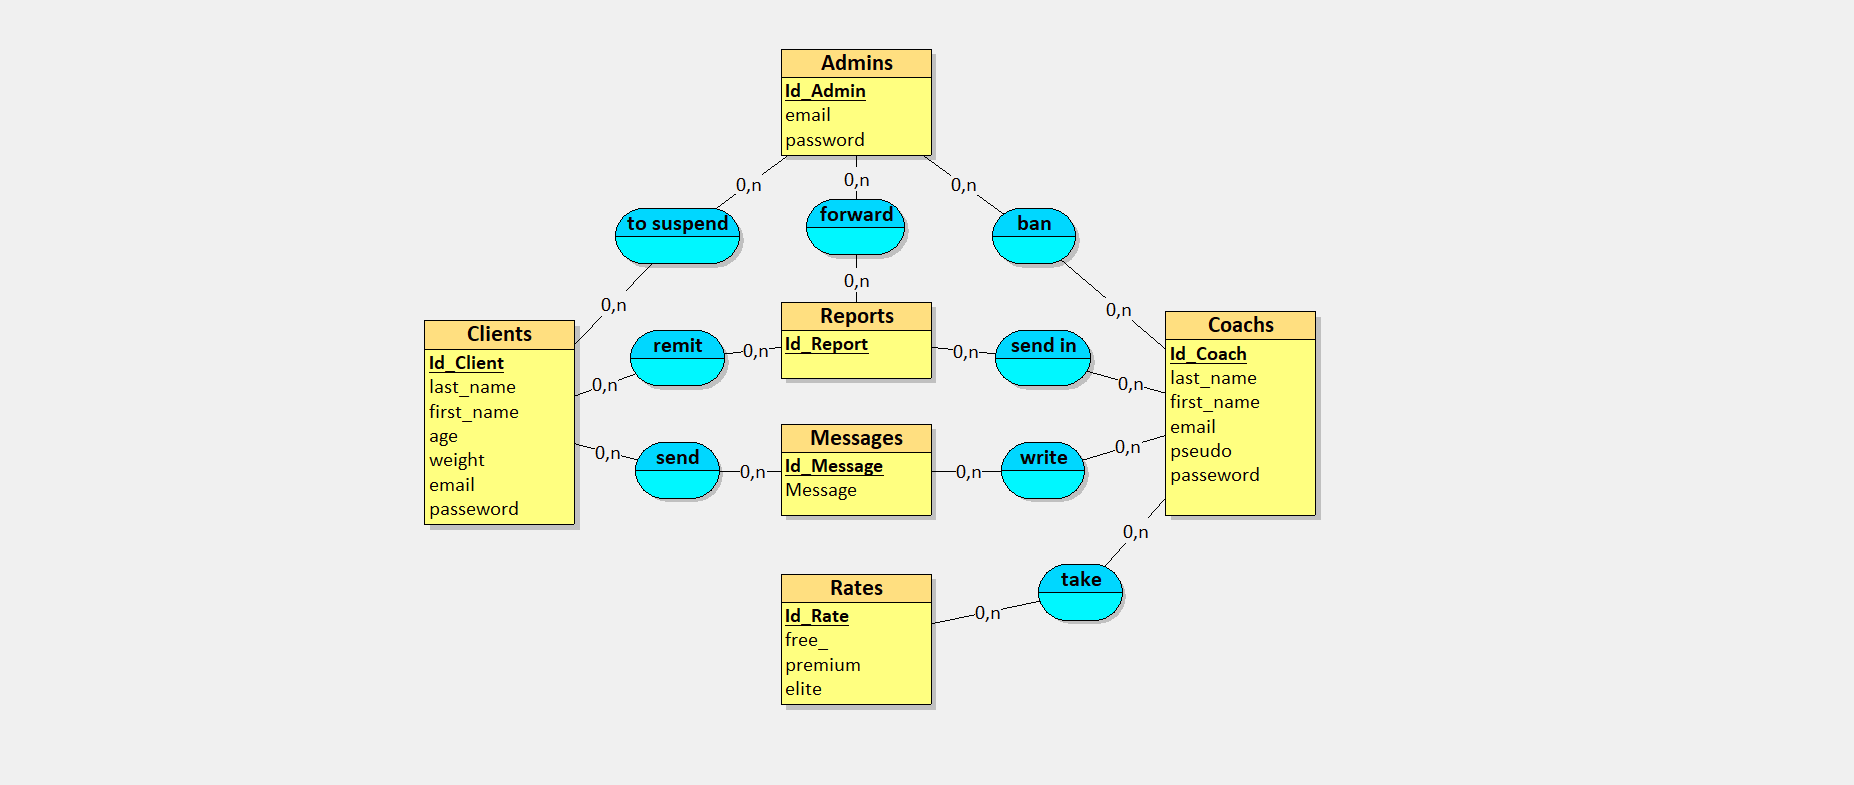 Admins
Id_Admin
email
password
0,n
0,n
0,n
to suspend
forward
ban
0,n
0,n
0,n
Clients
Id_Client
last_name
first_name
age
weight
email
passeword
remit
0,n
0,n
Reports
Id_Report
send in
0,n
0,n
Coachs
Id_Coach
last_name
first_name
email
pseudo
passeword
0,n
send
0,n
Messages
Id_Message
Message
0,n
write
0,n
0,n
take
0,n
Rates
Id_Rate
free_
premium
elite